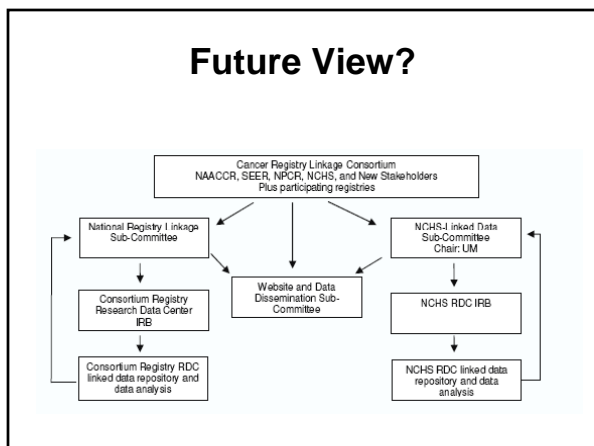 Future View?
Cancer Registry Linkage Consortium
NAACCR, SEER, NPCR, NCHS, and New Stakeholders
Plus participating registries
National Registry Linkage
Sub-Committee
NCHS-Linked Data
Sub-Committee
Chair: UM
Website and Data
Dissemination Sub-
Committee
Consortium Registry
Research Data Center
IRB
NCHS RDC IRB
Consortium Registry RDC
linked data repository and
data analysis
NCHS RDC linked data
repository and data
analysis